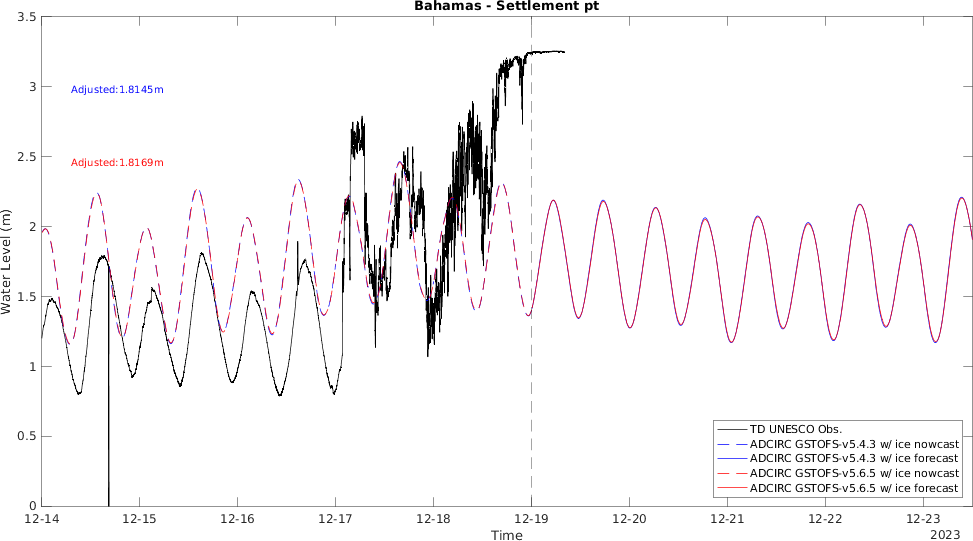 Bahamas - Settlement pt
3.5
3
2.5
2
1.5
1
0.5
0
Water Level (m)
Adjusted:1.8145m
Adjusted:1.8169m
TD UNESCO Obs.
ADCIRC GSTOFS-v5.4.3 w/ ice nowcast
ADCIRC GSTOFS-v5.4.3 w/ ice forecast
ADCIRC GSTOFS-v5.6.5 w/ ice nowcast
ADCIRC GSTOFS-v5.6.5 w/ ice forecast
12-14 12-15 12-16 12-17 12-18 12-19 12-20 12-21 12-22 12-23
Time
2023